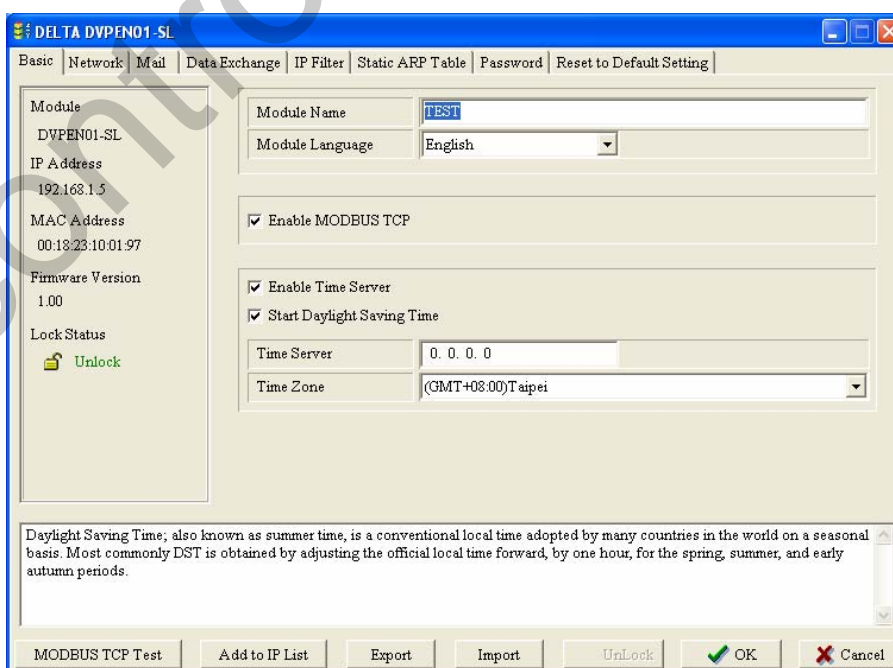 DELTA DVPEN01-SL
Basic Network Mail Data Exchange IP Filter Static ARP Table Password Reset to Default Setting
Module
DVPEN01-SL
IP Address
192.168.1.5
MAC Address
00:18:23:10:01:97
Firmware Version
1.00
Lock Status
Unlock
Module Name TEST
Module Language English
Enable MODBUS TCP
Enable Time Server
Start Daylight Saving Time
Time Server 0. 0. 0. 0
Time Zone (GMT+08:00)Taipei
Daylight Saving Time; also known as summer time, is a conventional local time adopted by many countries in the world on a seasonal
basis. Most commonly DST is obtained by adjusting the official local time forward, by one hour, for the spring, summer, and early
autumn periods.
MODBUS TCP Test Add to IP List Export Import UnLock OK Cancel
contro